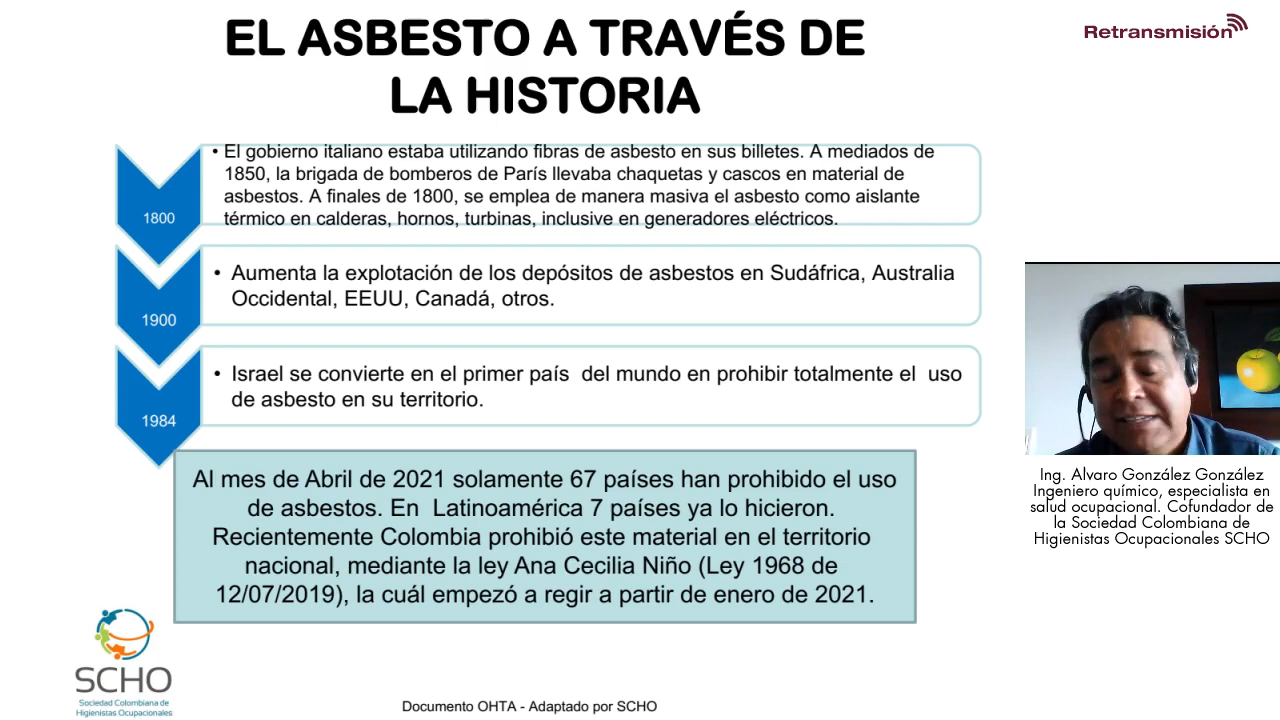 EL ASBESTO A TRAVÉS DE
LA HISTORIA
Retransmisión
1800
• El gobierno italiano estaba utilizando fibras de asbesto en sus billetes. A mediados de
1850, la brigada de bomberos de París llevaba chaquetas y cascos en material de
asbestos. A finales de 1800, se emplea de manera masiva el asbesto como aislante
térmico en calderas, hornos, turbinas, inclusive en generadores eléctricos.
1900
• Aumenta la explotación de los depósitos de asbestos en Sudáfrica, Australia
Occidental, EEUU, Canadá, otros.
1984
• Israel se convierte en el primer país del mundo en prohibir totalmente el uso
de asbesto en su territorio.
Al mes de Abril de 2021 solamente 67 países han prohibido el uso
de asbestos. En Latinoamérica 7 países ya lo hicieron.
Recientemente Colombia prohibió este material en el territorio
nacional, mediante la ley Ana Cecilia Niño (Ley 1968 de
12/07/2019), la cuál empezó a regir a partir de enero de 2021.
Ing. Alvaro González González
Ingeniero químico, especialista en
salud ocupacional. Cofundador de
la Sociedad Colombiana de
Higienistas Ocupacionales SCHO
SCHO
Sociedad Colombiana de
Higienistas Ocupacionales
Documento OHTA - Adaptado por SCHO